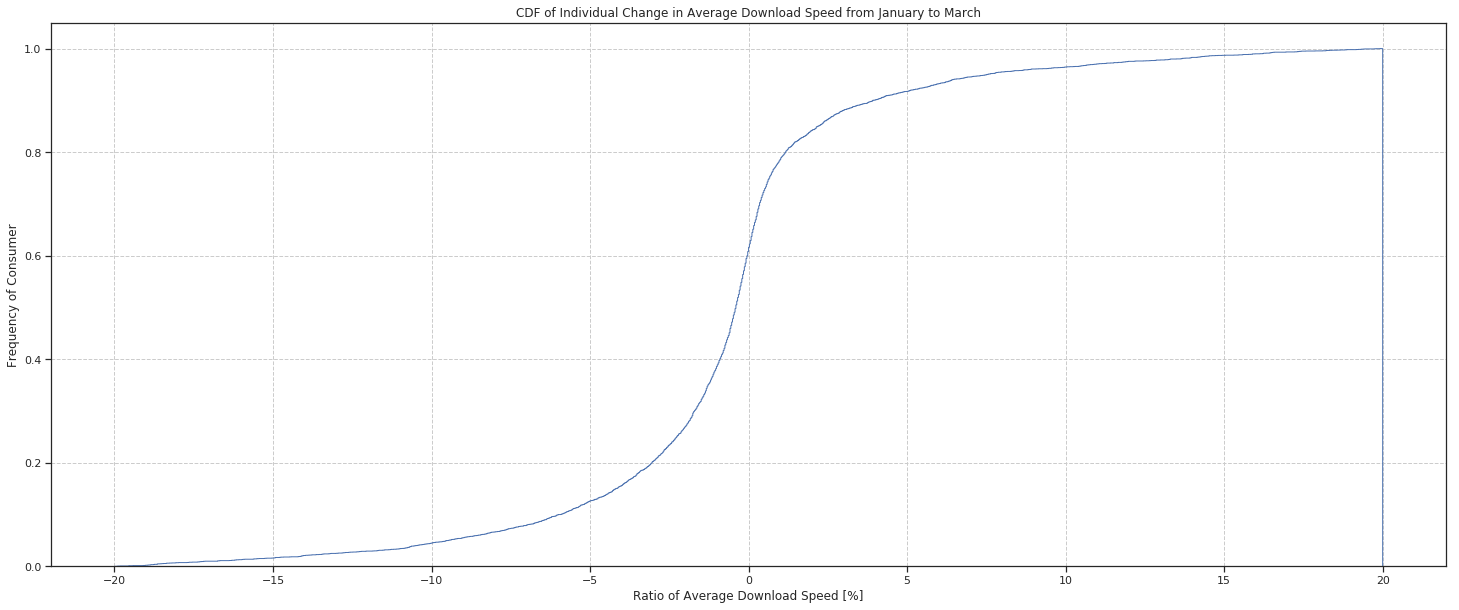 CDF of Individual Change in Average Download Speed from January to March
1.0
0.8
0.6
0.4
0.2
0.0
Frequency of Consumer
−20 −15 −10 −5 0 5 10 15 20
Ratio of Average Download Speed [%]